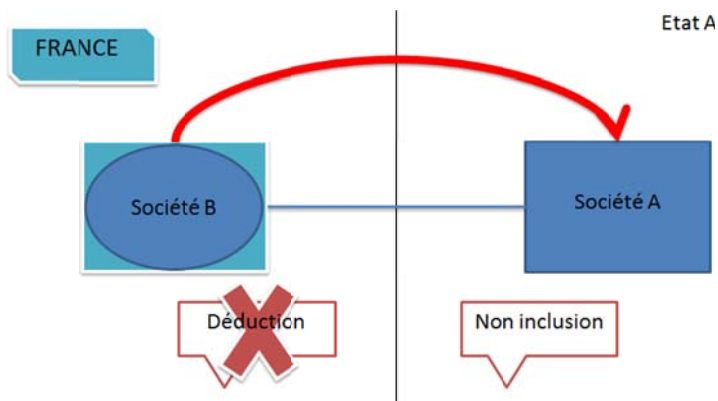 FRANCE
Etat A
Société B
Société A
Déduction
Non inclusion